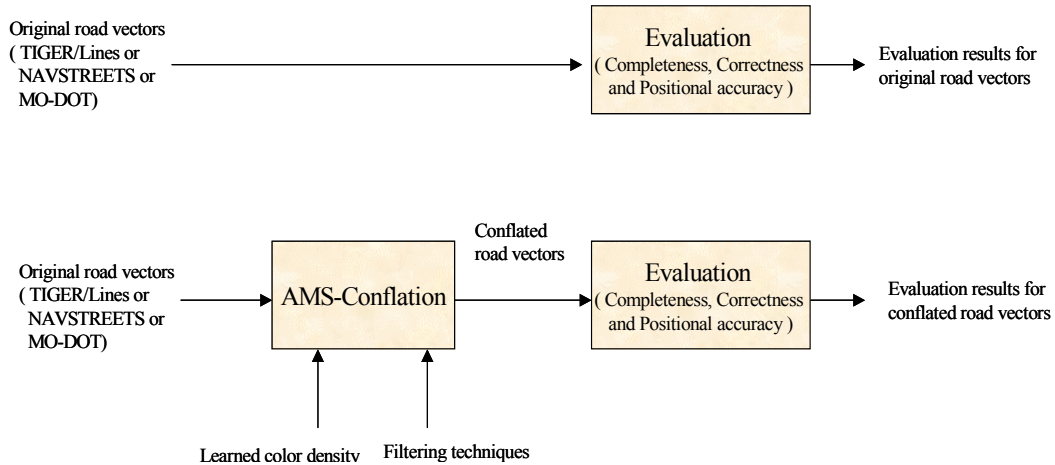 Original road vectors
( TIGER/Lines or
NAVSTREETS or
MO-DOT)
Evaluation
( Completeness, Correctness
and Positional accuracy )
Evaluation results for
original road vectors
Original road vectors
( TIGER/Lines or
NAVSTREETS or
MO-DOT)
AMS-Conflation
Conflated
road vectors
Evaluation
( Completeness, Correctness
and Positional accuracy )
Evaluation results for
conflated road vectors
Learned color density
Filtering techniques